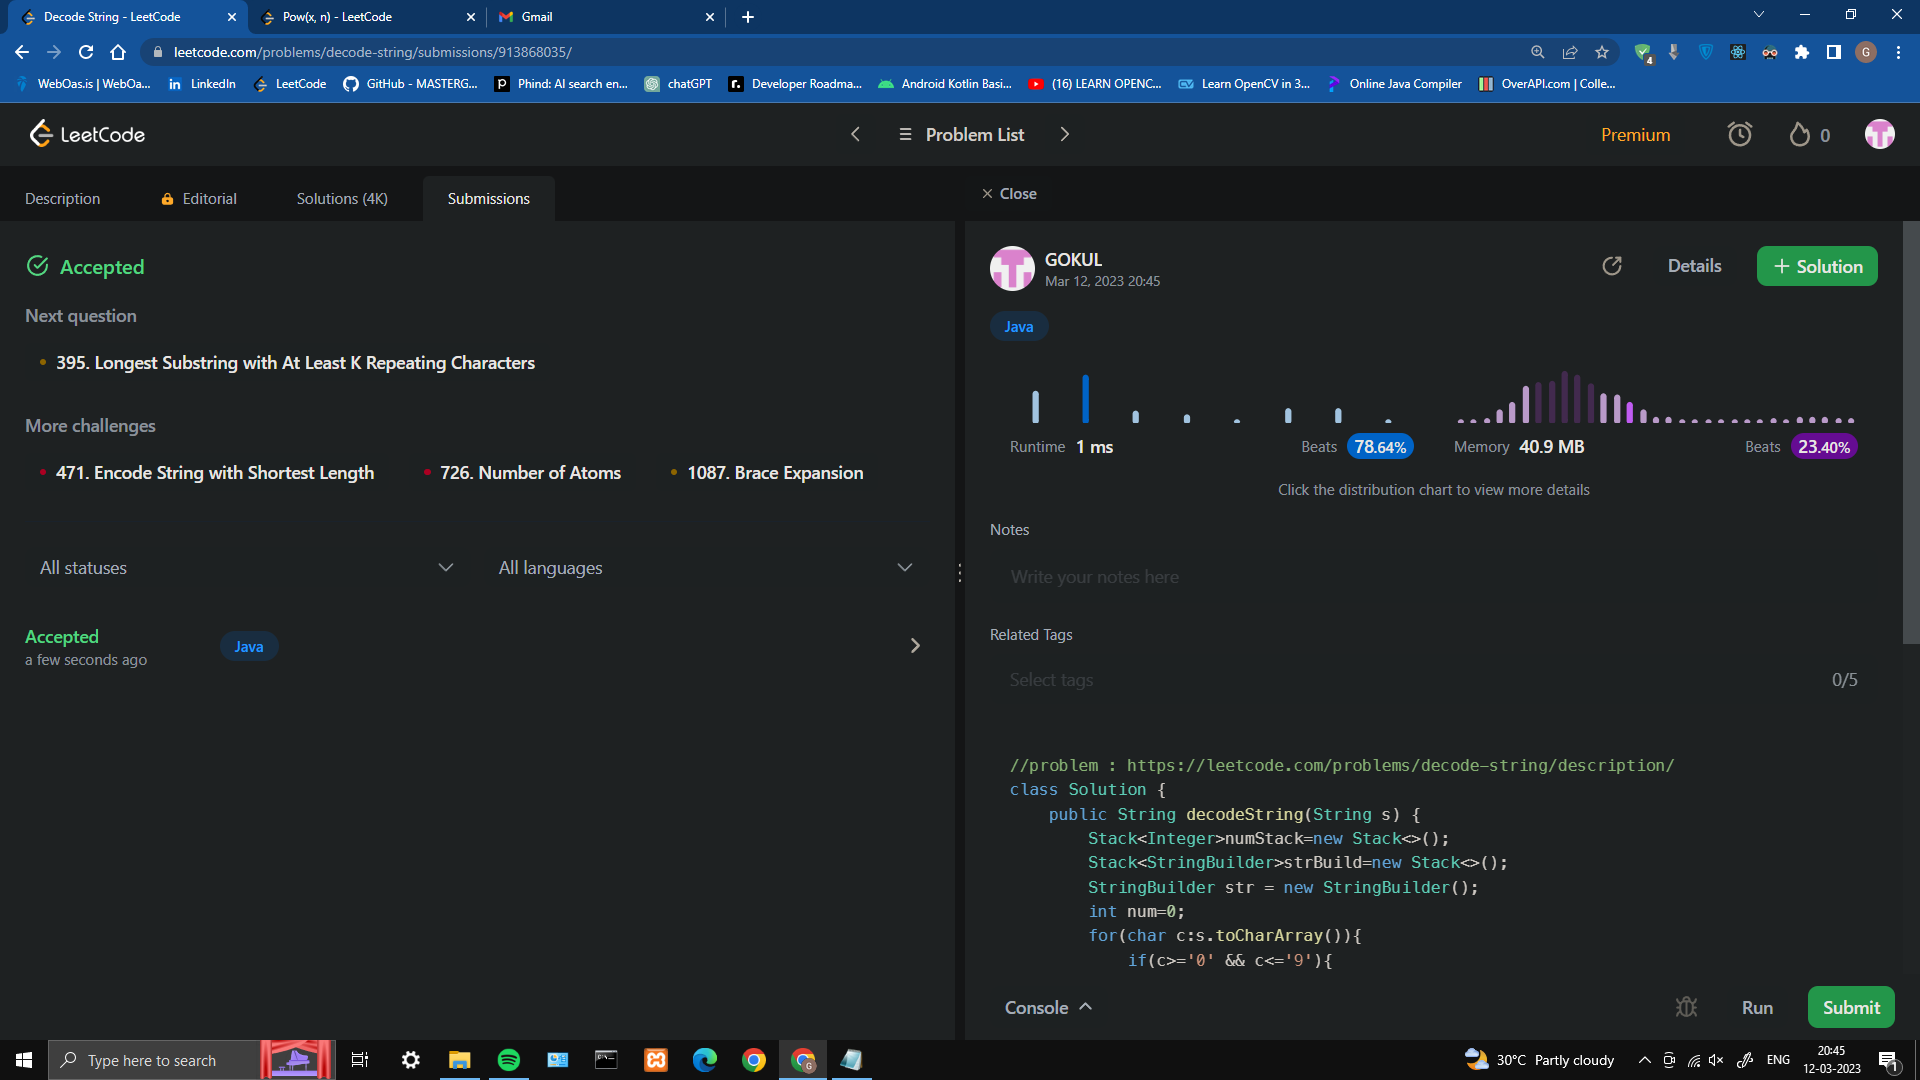 Decode String - LeetCode
Pow(x, n) - LeetCode
Gmail
leetcode.com/problems/decode-string/submissions/913868035/
4
G
WebOas.is | WebOa...
LinkedIn
LeetCode
GitHub - MASTERG...
Phind: AI search en...
chatGPT
Developer Roadma...
Android Kotlin Basi...
(16) LEARN OPENC...
Learn OpenCV in 3...
Online Java Compiler
OverAPI.com | Colle...
LeetCode
Problem List
Premium
0
Description
Editorial
Solutions (4K)
Submissions
Close
Accepted
Next question
395. Longest Substring with At Least K Repeating Characters
More challenges
471. Encode String with Shortest Length
726. Number of Atoms
1087. Brace Expansion
All statuses
All languages
Accepted
a few seconds ago
Java
GOKUL
Mar 12, 2023 20:45
Details
+ Solution
Java
Runtime 1 ms
Beats 78.64%
Memory 40.9 MB
Beats 23.40%
Click the distribution chart to view more details
Notes
Write your notes here
Related Tags
Select tags
0/5
//problem : https://leetcode.com/problems/decode-string/description/
class Solution {
public String decodeString(String s) {
Stack<Integer>numStack=new Stack<>();
Stack<StringBuilder>strBuild=new Stack<>();
StringBuilder str = new StringBuilder();
int num=0;
for(char c:s.toCharArray()){
if(c>='0' && c<='9'){
Console
Run
Submit
Type here to search
30°C Partly cloudy
ENG
20:45
12-03-2023
1